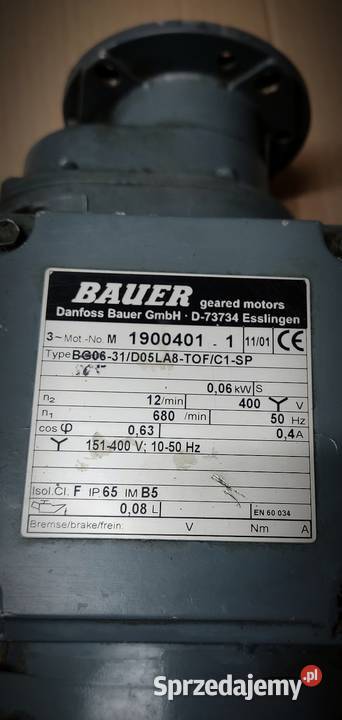 BAUER geared motors
Danfoss Bauer GmbH · D-73734 Esslingen
3~Mot.-No. M 1900401 - 1 11/01 CE
Type BG06-31/D05LA8-TOF/C1-SP
0,06 kW S
n2 12/min 400 Y V
n1 680 /min 50 Hz
cos φ 0,63 0,4 A
Y 151-400 V; 10-50 Hz
Isol.Cl. F IP 65 IM B5
0,08 L EN 60 034
Bremse/brake/frein: V Nm A
Sprzedajemy.pl